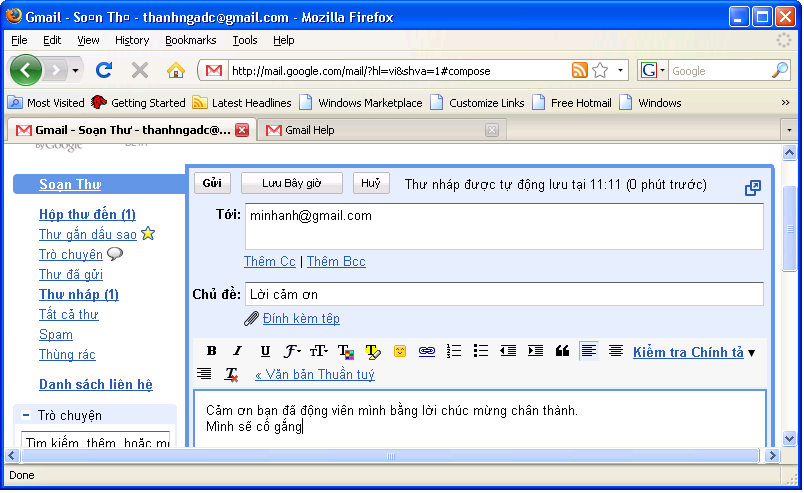 Gmail - So¤n Th¤ - thanhngadc@gmail.com - Mozilla Firefox
File Edit View History Bookmarks Tools Help
http://mail.google.com/mail/?hl=vi&shva=1#compose
Google
Most Visited Getting Started Latest Headlines Windows Marketplace Customize Links Free Hotmail Windows »
Gmail - Soạn Thư - thanhngadc@... Gmail Help
by Google
Soạn Thư
Hộp thư đến (1)
Thư gắn dấu sao
Trò chuyện
Thư đã gửi
Thư nháp (1)
Tất cả thư
Spam
Thùng rác
Danh sách liên hệ
− Trò chuyện
Tìm kiếm, thêm, hoặc m
Gửi Lưu Bây giờ Huỷ Thư nháp được tự động lưu tại 11:11 (0 phút trước)
Tới: minhanh@gmail.com
Thêm Cc | Thêm Bcc
Chủ đề: Lời cảm ơn
Đính kèm tệp
B I U Kiểm tra Chính tả ▼
« Văn bản Thuần tuý
Cảm ơn bạn đã động viên mình bằng lời chúc mừng chân thành.
Mình sẽ cố gắng
Done